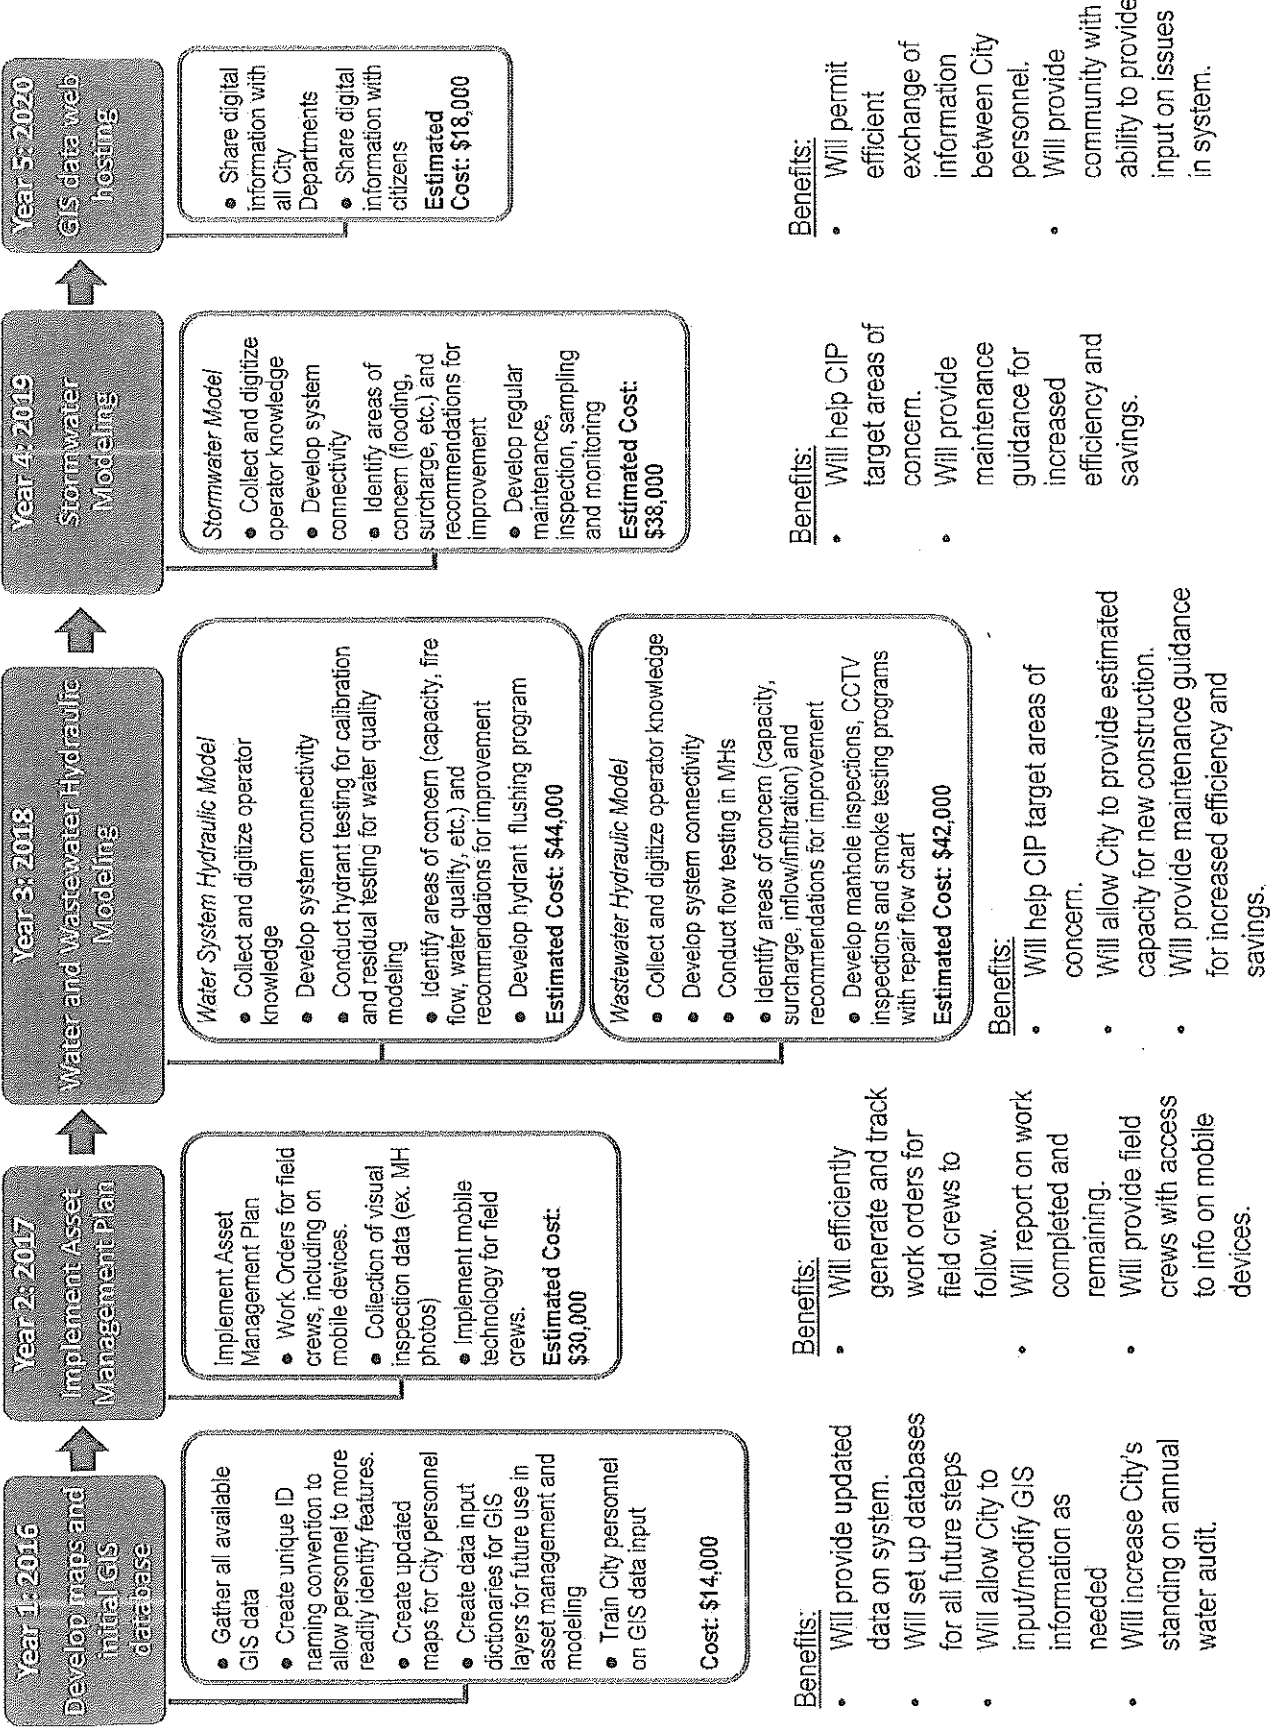 Year 1: 2016
Develop maps and
initial GIS
database
• Gather all available
GIS data
• Create unique ID
naming convention to
allow personnel to more
readily identify features.
• Create updated
maps for City personnel
• Create data input
dictionaries for GIS
layers for future use in
asset management and
modeling
• Train City personnel
on GIS data input
Cost: $14,000
Benefits:
• Will provide updated
data on system.
• Will set up databases
for all future steps
• Will allow City to
input/modify GIS
information as
needed
• Will increase City's
standing on annual
water audit.
Year 2: 2017
Implement Asset
Management Plan
Implement Asset
Management Plan
• Work Orders for field
crews, including on
mobile devices.
• Collection of visual
inspection data (ex. MH
photos)
• Implement mobile
technology for field
crews.
Estimated Cost:
$30,000
Benefits:
• Will efficiently
generate and track
work orders for
field crews to
follow.
• Will report on work
completed and
remaining.
• Will provide field
crews with access
to info on mobile
devices.
Year 3: 2018
Water and Wastewater Hydraulic
Modeling
Water System Hydraulic Model
• Collect and digitize operator
knowledge
• Develop system connectivity
• Conduct hydrant testing for calibration
and residual testing for water quality
modeling
• Identify areas of concern (capacity, fire
flow, water quality, etc.) and
recommendations for improvement
• Develop hydrant flushing program
Estimated Cost: $44,000
Wastewater Hydraulic Model
• Collect and digitize operator knowledge
• Develop system connectivity
• Conduct flow testing in MHs
• Identify areas of concern (capacity,
surcharge, inflow/infiltration) and
recommendations for improvement
• Develop manhole inspections, CCTV
inspections and smoke testing programs
with repair flow chart
Estimated Cost: $42,000
Benefits:
• Will help CIP target areas of
concern.
• Will allow City to provide estimated
capacity for new construction.
• Will provide maintenance guidance
for increased efficiency and
savings.
Year 4: 2019
Stormwater
Modeling
Stormwater Model
• Collect and digitize
operator knowledge
• Develop system
connectivity
• Identify areas of
concern (flooding,
surcharge, etc.) and
recommendations for
improvement
• Develop regular
maintenance,
inspection, sampling
and monitoring
Estimated Cost:
$38,000
Benefits:
• Will help CIP
target areas of
concern.
• Will provide
maintenance
guidance for
increased
efficiency and
savings.
Year 5: 2020
GIS data web
hosting
• Share digital
information with
all City
Departments
• Share digital
information with
citizens
Estimated
Cost: $18,000
Benefits:
• Will permit
efficient
exchange of
information
between City
personnel.
• Will provide
community with
ability to provide
input on issues
in system.